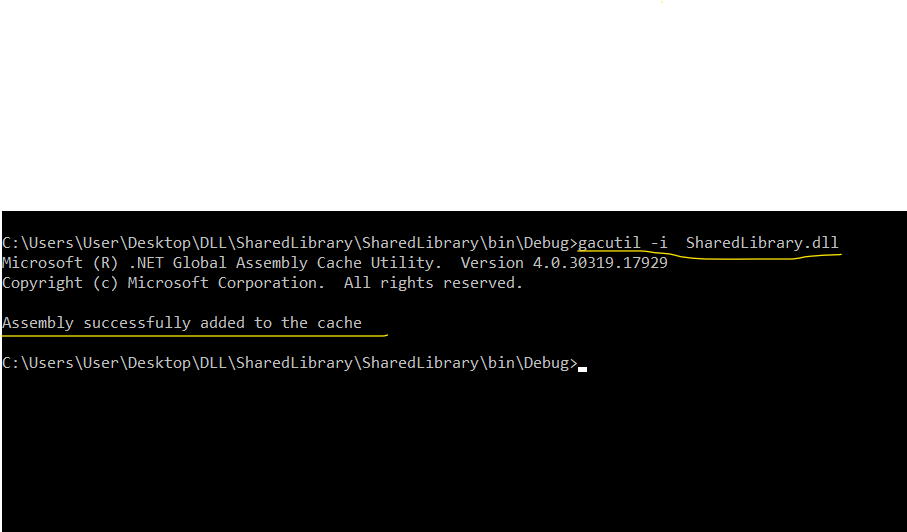 C:\Users\User\Desktop\DLL\SharedLibrary\SharedLibrary\bin\Debug>gacutil -i  SharedLibrary.dll
Microsoft (R) .NET Global Assembly Cache Utility.  Version 4.0.30319.17929
Copyright (c) Microsoft Corporation.  All rights reserved.
Assembly successfully added to the cache
C:\Users\User\Desktop\DLL\SharedLibrary\SharedLibrary\bin\Debug>